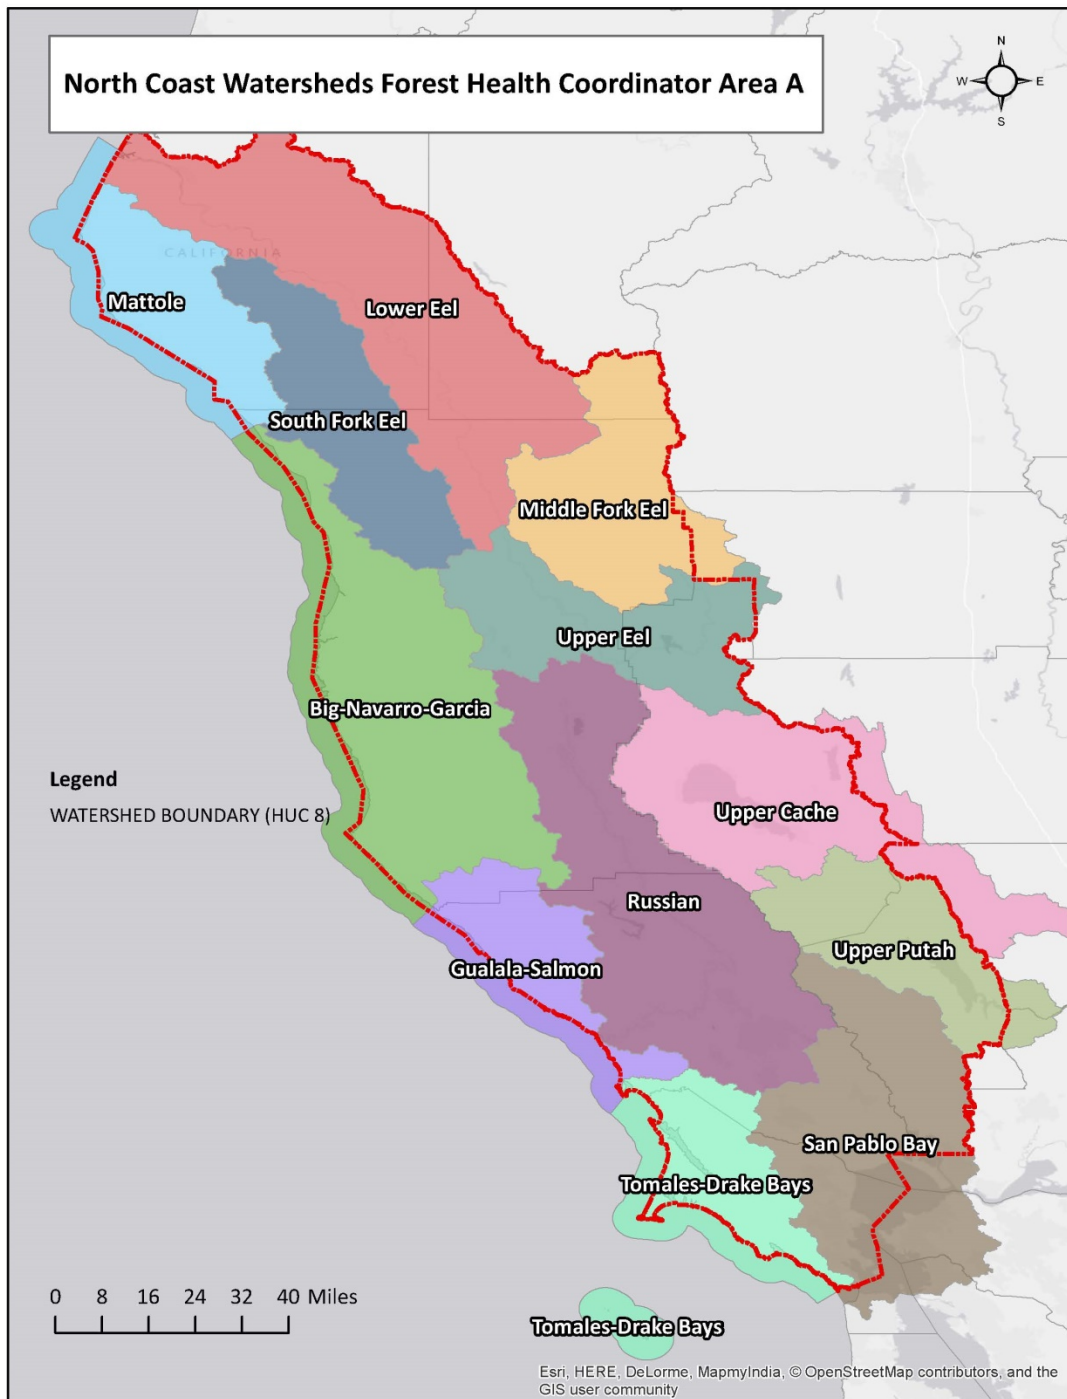 North Coast Watersheds Forest Health Coordinator Area A
N
W E
S
CALIFORNIA
Mattole
Lower Eel
South Fork Eel
Middle Fork Eel
Upper Eel
Big-Navarro-Garcia
Legend
WATERSHED BOUNDARY (HUC 8)
Upper Cache
Russian
Upper Putah
Gualala-Salmon
San Pablo Bay
Tomales-Drake Bays
0 8 16 24 32 40 Miles
Tomales-Drake Bays
Esri, HERE, DeLorme, MapmyIndia, © OpenStreetMap contributors, and the
GIS user community